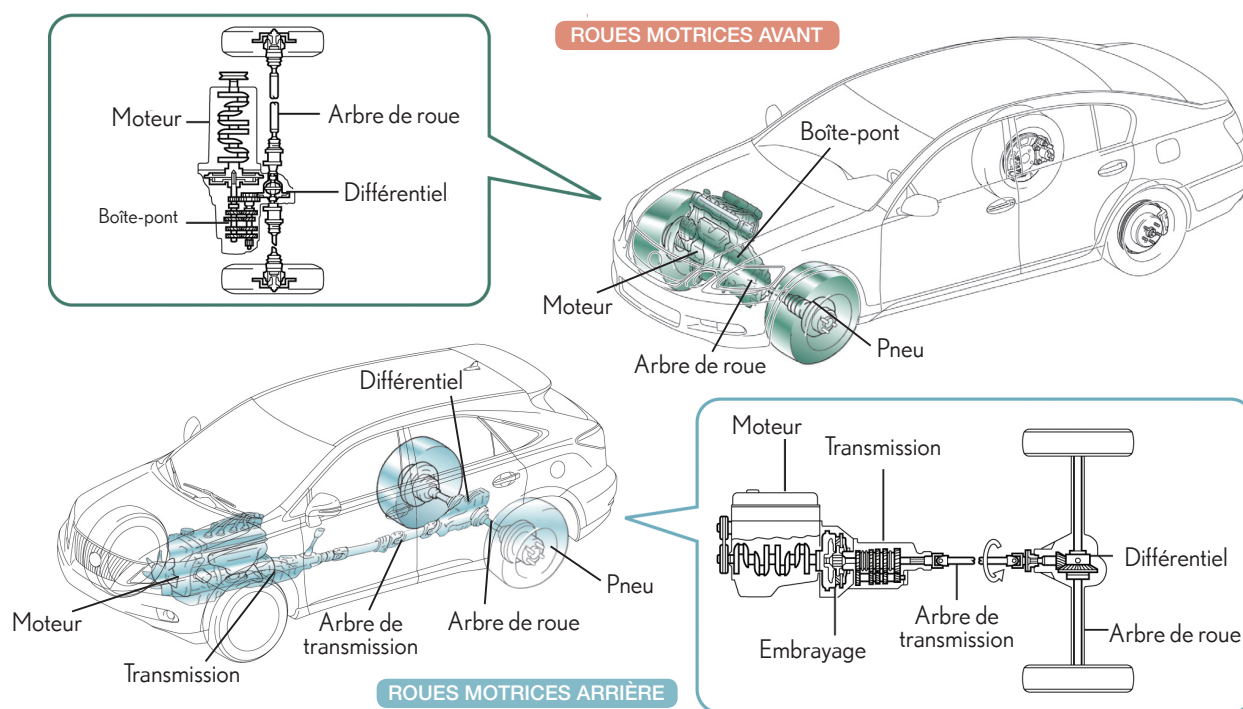 ROUES MOTRICES AVANT
Moteur
Arbre de roue
Différentiel
Boîte-pont
Boîte-pont
Moteur
Arbre de roue
Pneu
Différentiel
Moteur
Transmission
Arbre de
transmission
Arbre de roue
Pneu
ROUES MOTRICES ARRIÈRE
Moteur
Transmission
Embrayage
Arbre de
transmission
Différentiel
Arbre de roue